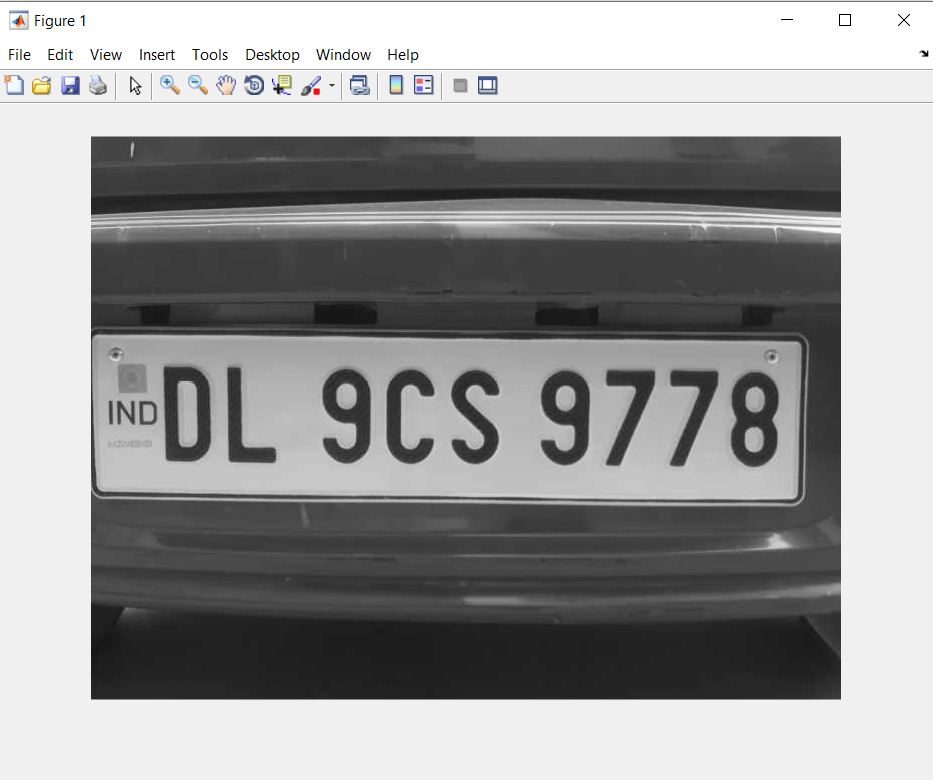 Figure 1
File Edit View Insert Tools Desktop Window Help
DL 9CS 9778
IND